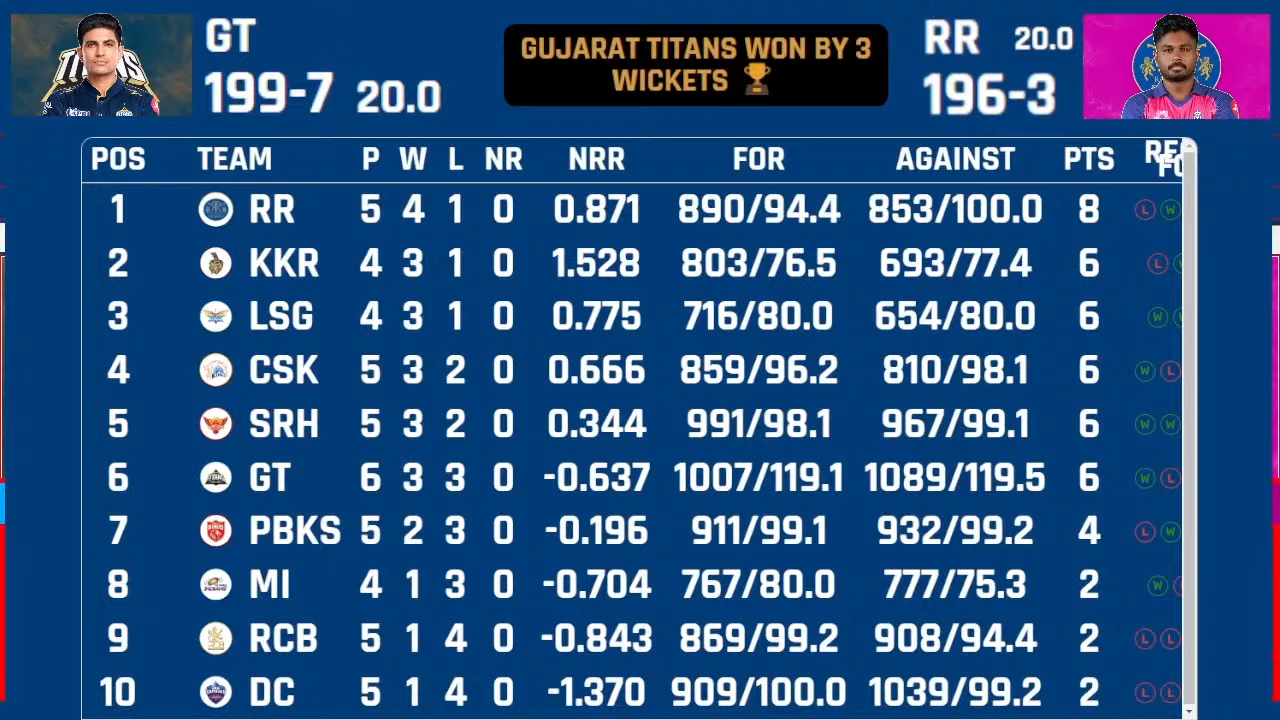 GT
199-7 20.0
GUJARAT TITANS WON BY 3
WICKETS 🏆
RR 20.0
196-3
POS TEAM P W L NR NRR FOR AGAINST PTS
1 RR 5 4 1 0 0.871 890/94.4 853/100.0 8 L W
2 KKR 4 3 1 0 1.528 803/76.5 693/77.4 6 L
3 LSG 4 3 1 0 0.775 716/80.0 654/80.0 6 W
4 CSK 5 3 2 0 0.666 859/96.2 810/98.1 6 W L
5 SRH 5 3 2 0 0.344 991/98.1 967/99.1 6 W W
6 GT 6 3 3 0 -0.637 1007/119.1 1089/119.5 6 W L
7 PBKS 5 2 3 0 -0.196 911/99.1 932/99.2 4 L W
8 MI 4 1 3 0 -0.704 767/80.0 777/75.3 2 W
9 RCB 5 1 4 0 -0.843 869/99.2 908/94.4 2 L L
10 DC 5 1 4 0 -1.370 909/100.0 1039/99.2 2 L L